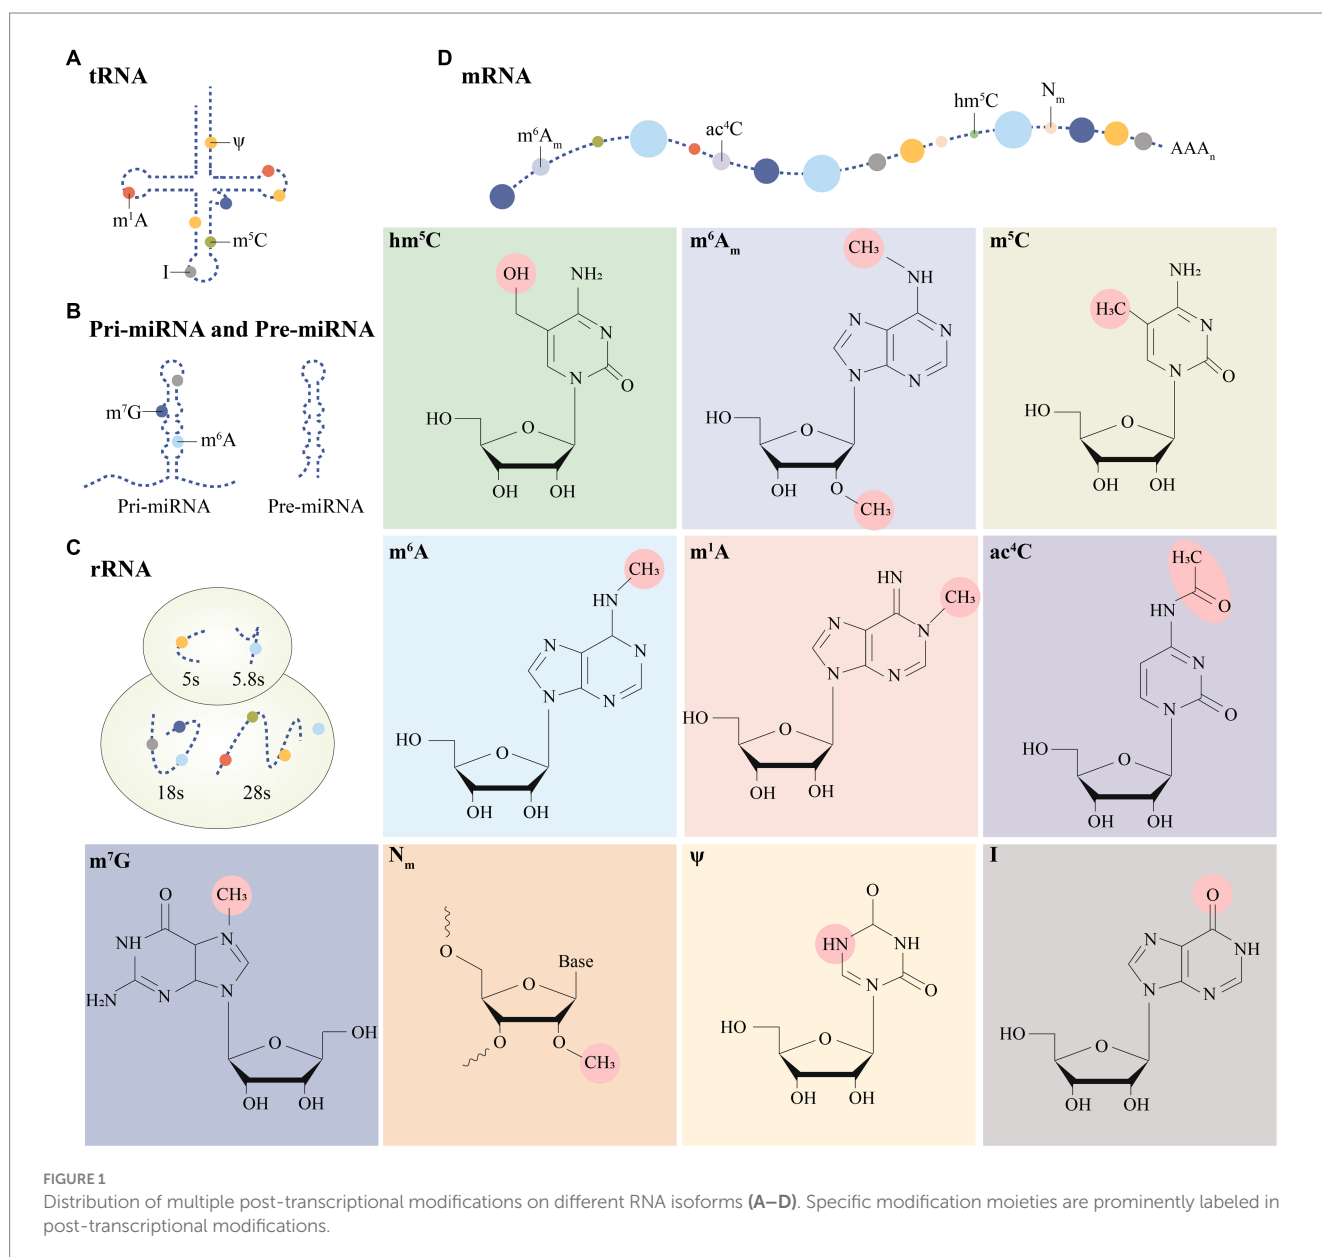 A
tRNA
ψ
m¹A
m⁵C
I
B
Pri-miRNA and Pre-miRNA
m⁷G
m⁶A
Pri-miRNA
Pre-miRNA
C
rRNA
5s
5.8s
18s
28s
D
mRNA
m⁶Aₘ
ac⁴C
hm⁵C
Nₘ
AAAₙ
hm⁵C
OH
NH₂
N
N
O
HO
O
OH
OH
m⁶Aₘ
CH₃
NH
N
N
N
N
HO
O
OH
O
CH₃
m⁵C
NH₂
H₃C
N
N
O
HO
O
OH
OH
m⁶A
CH₃
HN
N
N
N
N
HO
O
OH
OH
m¹A
NH
CH₃
N
N
N
N
HO
O
OH
OH
ac⁴C
H₃C
O
HN
N
N
O
HO
O
OH
OH
m⁷G
O
CH₃
NH
N
H₂N
N
N
OH
O
OH
OH
Nₘ
O
Base
O
O
O
CH₃
ψ
O
HN
NH
N
O
HO
O
OH
OH
I
O
N
NH
N
N
HO
O
OH
OH
FIGURE 1
Distribution of multiple post-transcriptional modifications on different RNA isoforms (A–D). Specific modification moieties are prominently labeled in
post-transcriptional modifications.